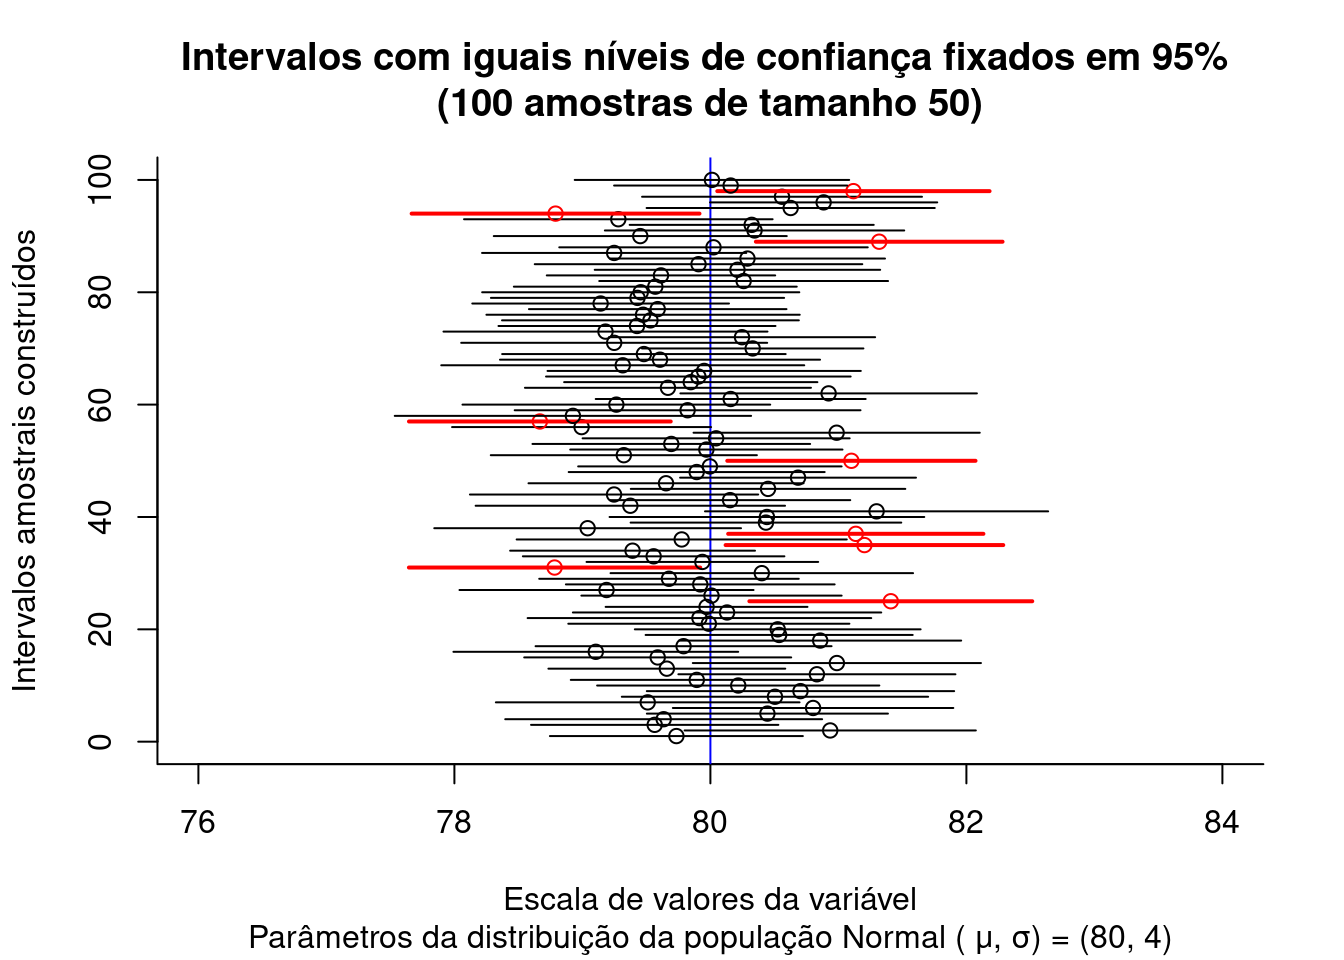 Intervalos com iguais níveis de confiança fixados em 95%
(100 amostras de tamanho 50)
Intervalos amostrais construídos
100
80
60
40
20
0
76 78 80 82 84
Escala de valores da variável
Parâmetros da distribuição da população Normal ( μ, σ) = (80, 4)